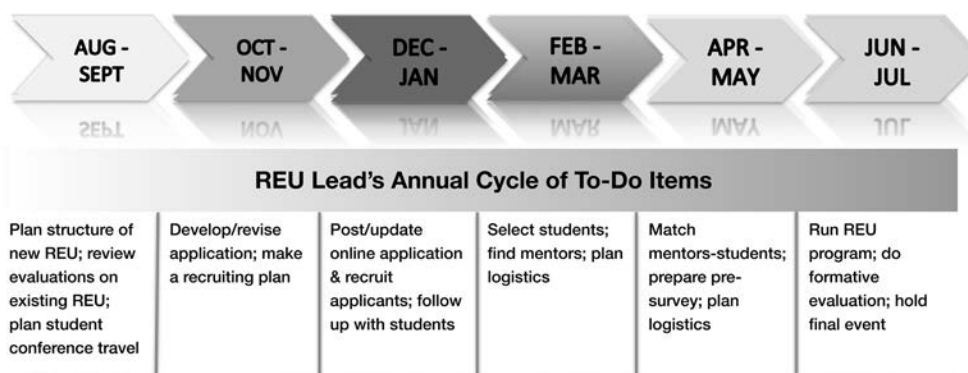 AUG -
SEPT
OCT -
NOV
DEC -
JAN
FEB -
MAR
APR -
MAY
JUN -
JUL
REU Lead's Annual Cycle of To-Do Items
Plan structure of
new REU; review
evaluations on
existing REU;
plan student
conference travel
Develop/revise
application; make
a recruiting plan
Post/update
online application
& recruit
applicants; follow
up with students
Select students;
find mentors; plan
logistics
Match
mentors-students;
prepare pre-
survey; plan
logistics
Run REU
program; do
formative
evaluation; hold
final event